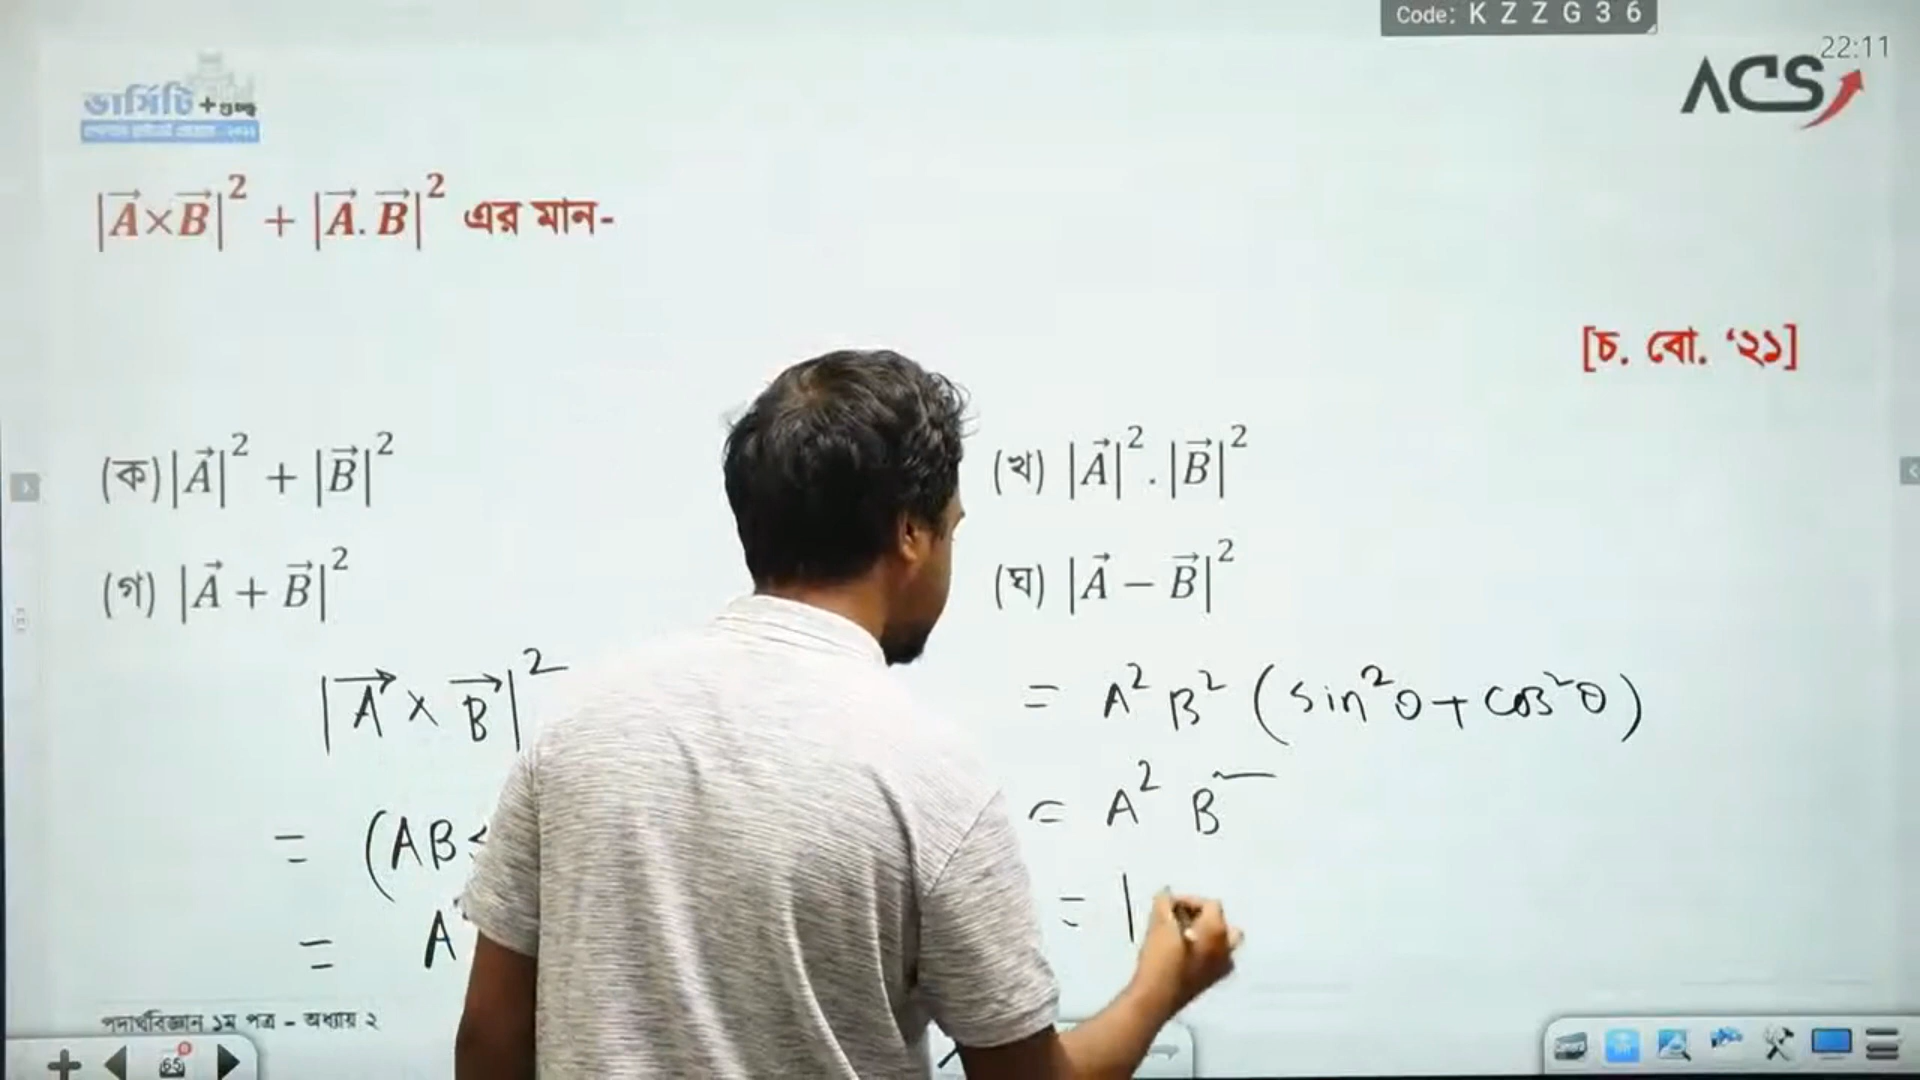 Code: K Z Z G 3 6
22:11
ACS
ভার্সিটি +
|A⃗×B⃗|² + |A⃗. B⃗|² এর মান-
[চ. বো. ‘২১]
(ক) |A⃗|² + |B⃗|²
(খ) |A⃗|² . |B⃗|²
(গ) |A⃗ + B⃗|²
(ঘ) |A⃗ − B⃗|²
|A⃗ × B⃗|²
= (AB
= A
= A² B² (sin²θ + cos²θ)
= A² B²
= |
পদার্থবিজ্ঞান ১ম পত্র – অধ্যায় ২
65